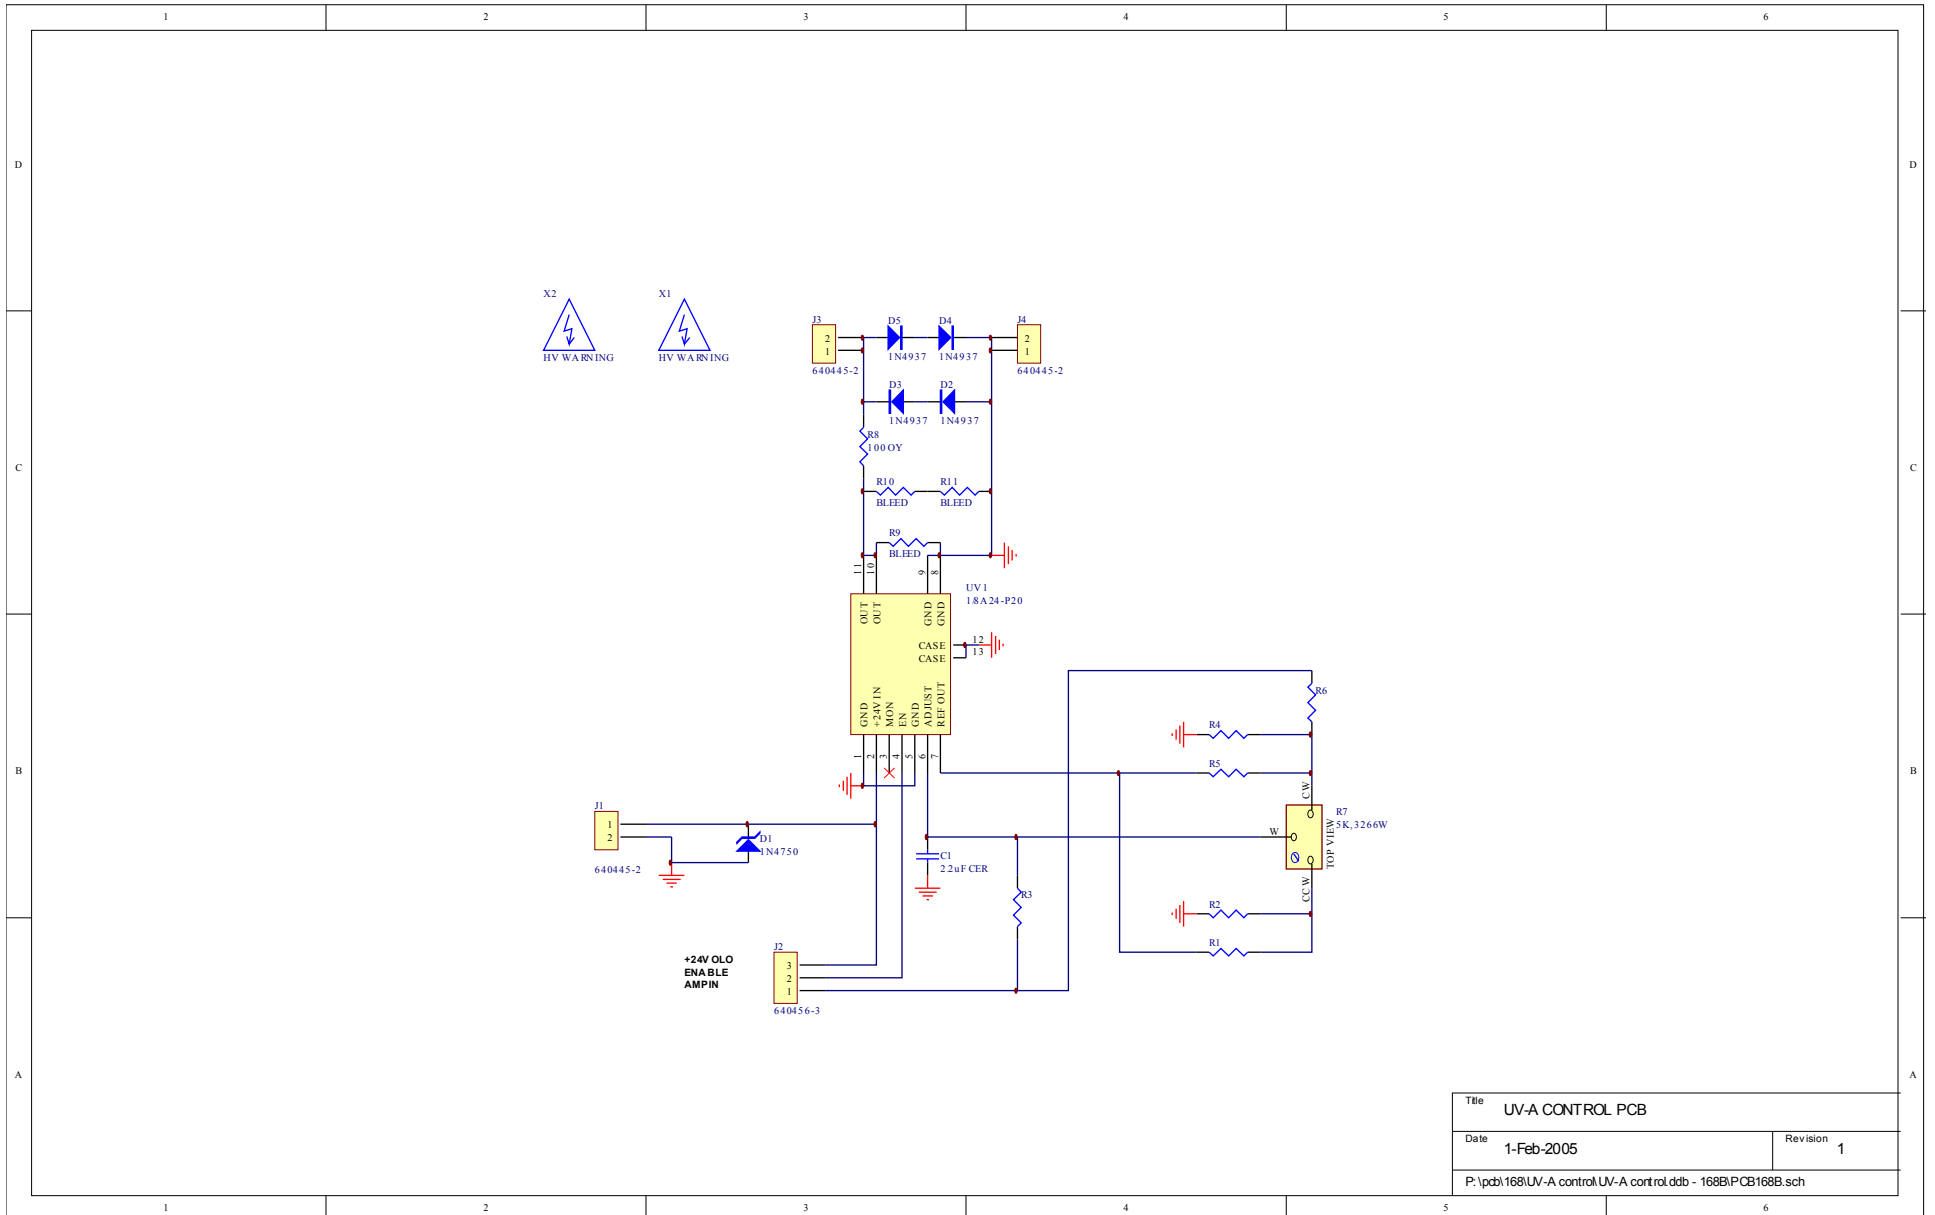 1 2 3 4 5 6
D D
X2 X1
HV WARNING HV WARNING
J3 D5 D4 J4
2 2
1 1
1N4937 1N4937
640445-2 640445-2
D3 D2
1N4937 1N4937
R8
100OY
C C
R10 R11
BLEED BLEED
R9
BLEED
11 10 9 8
UV1
1/8A24-P20
OUT OUT GND GND
CASE 12
CASE 13
GND +24V IN MON EN GND ADJUST REF OUT
1 2 3 4 5 6 7
R6
R4
R5
B B
CW
J1
1
2
640445-2
D1
1N4750
R7
5K,3266W
W
TOP VIEW
CCW
C1
2.2uF CER
R3
R2
R1
+24V OLO
ENABLE
AMPIN
J2
3
2
1
640456-3
A A
Title UV-A CONTROL PCB
Date 1-Feb-2005 Revision 1
P:\pcb\168\UV-A control\UV-A control.ddb - 168B\PCB168B.sch
1 2 3 4 5 6